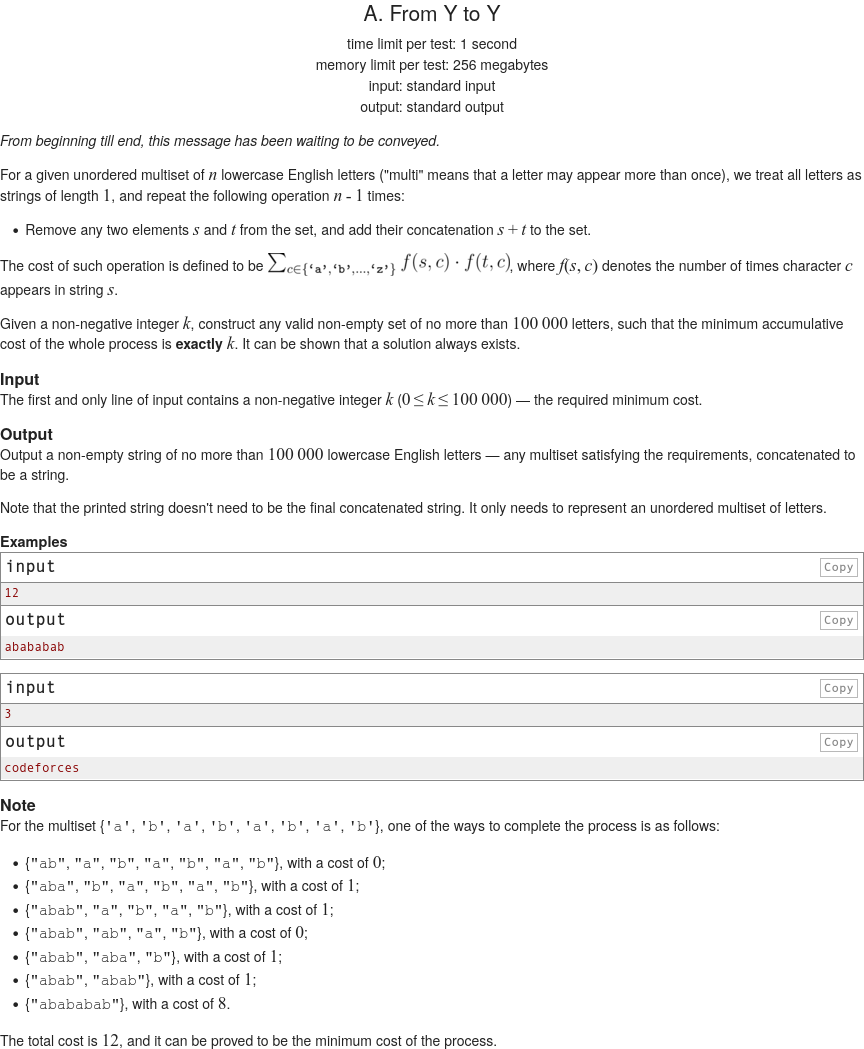 A. From Y to Y
time limit per test: 1 second
memory limit per test: 256 megabytes
input: standard input
output: standard output
From beginning till end, this message has been waiting to be conveyed.
For a given unordered multiset of n lowercase English letters ("multi" means that a letter may appear more than once), we treat all letters as
strings of length 1, and repeat the following operation n - 1 times:
• Remove any two elements s and t from the set, and add their concatenation s + t to the set.
The cost of such operation is defined to be ∑c∈{‘a’,‘b’,...,‘z’} f(s, c) · f(t, c), where f(s, c) denotes the number of times character c
appears in string s.
Given a non-negative integer k, construct any valid non-empty set of no more than 100 000 letters, such that the minimum accumulative
cost of the whole process is exactly k. It can be shown that a solution always exists.
Input
The first and only line of input contains a non-negative integer k (0 ≤ k ≤ 100 000) — the required minimum cost.
Output
Output a non-empty string of no more than 100 000 lowercase English letters — any multiset satisfying the requirements, concatenated to
be a string.
Note that the printed string doesn't need to be the final concatenated string. It only needs to represent an unordered multiset of letters.
Examples
input Copy
12
output Copy
abababab
input Copy
3
output Copy
codeforces
Note
For the multiset {'a', 'b', 'a', 'b', 'a', 'b', 'a', 'b'}, one of the ways to complete the process is as follows:
• {"ab", "a", "b", "a", "b", "a", "b"}, with a cost of 0;
• {"aba", "b", "a", "b", "a", "b"}, with a cost of 1;
• {"abab", "a", "b", "a", "b"}, with a cost of 1;
• {"abab", "ab", "a", "b"}, with a cost of 0;
• {"abab", "aba", "b"}, with a cost of 1;
• {"abab", "abab"}, with a cost of 1;
• {"abababab"}, with a cost of 8.
The total cost is 12, and it can be proved to be the minimum cost of the process.